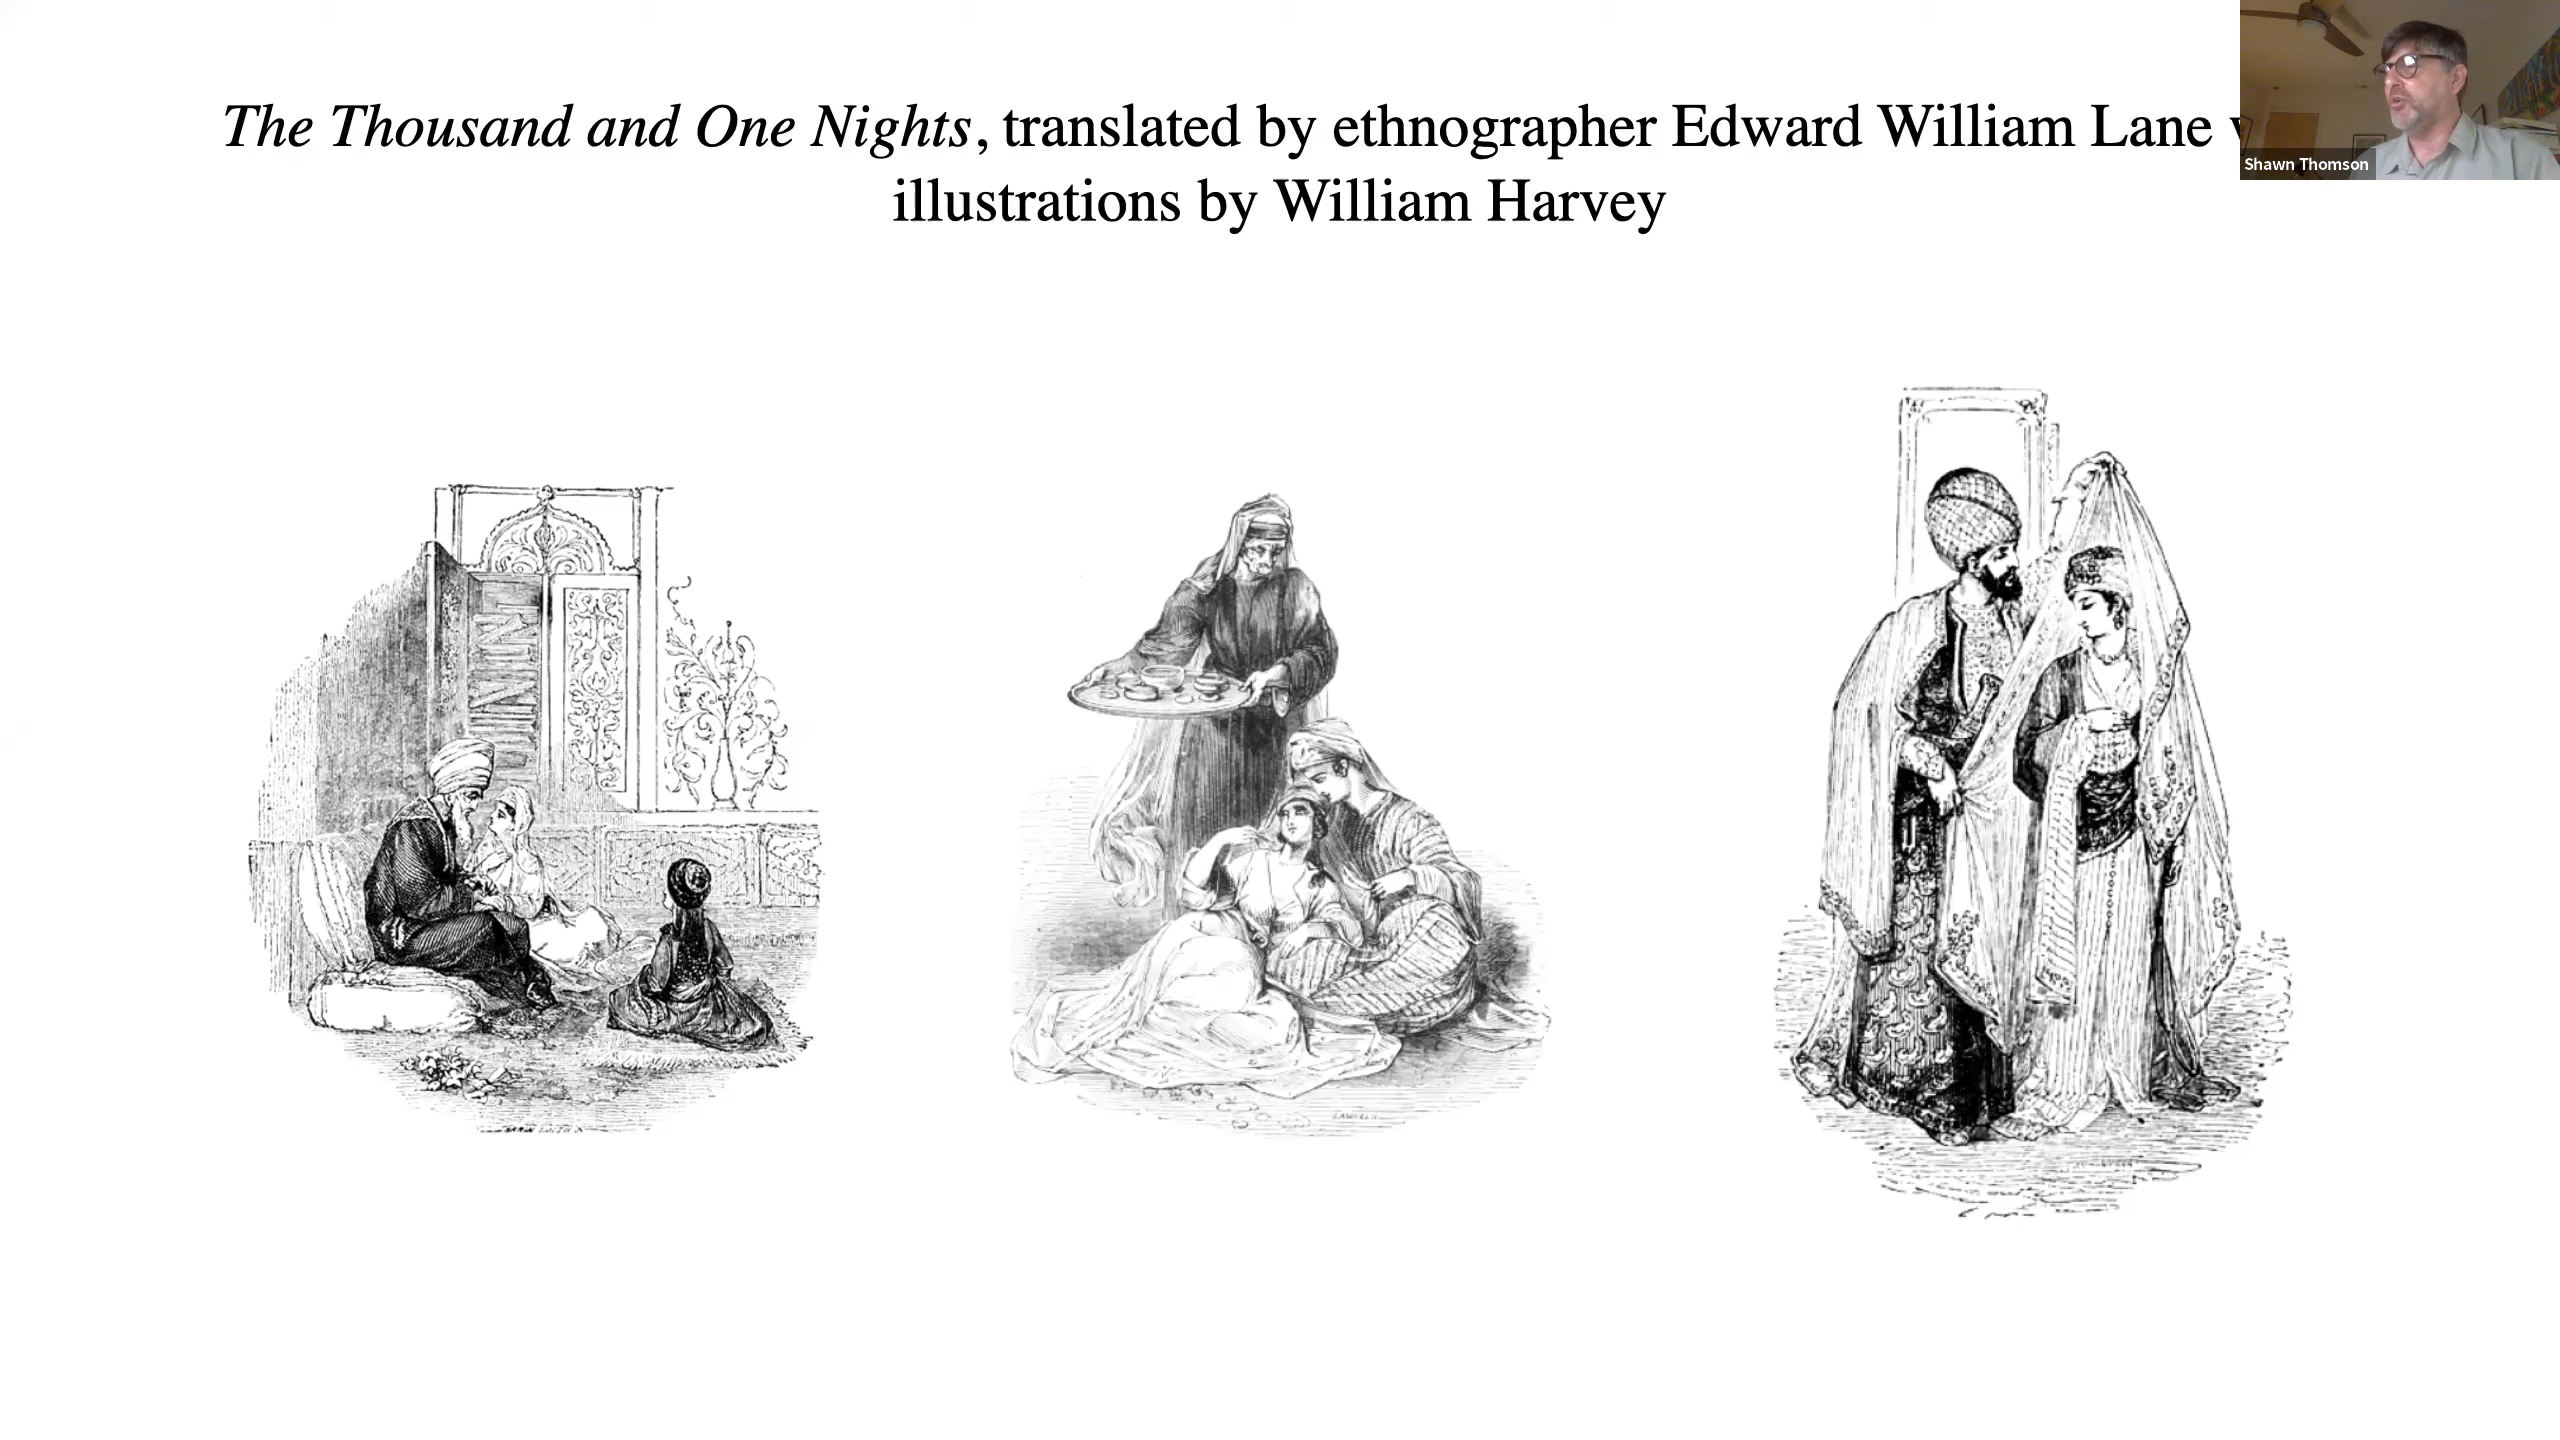 The Thousand and One Nights, translated by ethnographer Edward William Lane
illustrations by William Harvey
Shawn Thomson